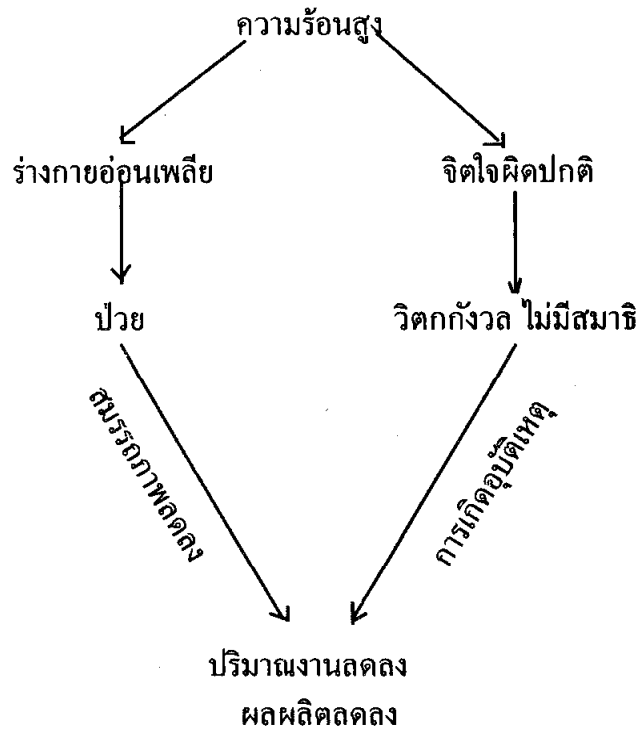 ความร้อนสูง
ร่างกายอ่อนเพลีย
จิตใจผิดปกติ
ป่วย
วิตกกังวล ไม่มีสมาธิ
สมรรถภาพลดลง
การเกิดอุบัติเหตุ
ปริมาณงานลดลง
ผลผลิตลดลง